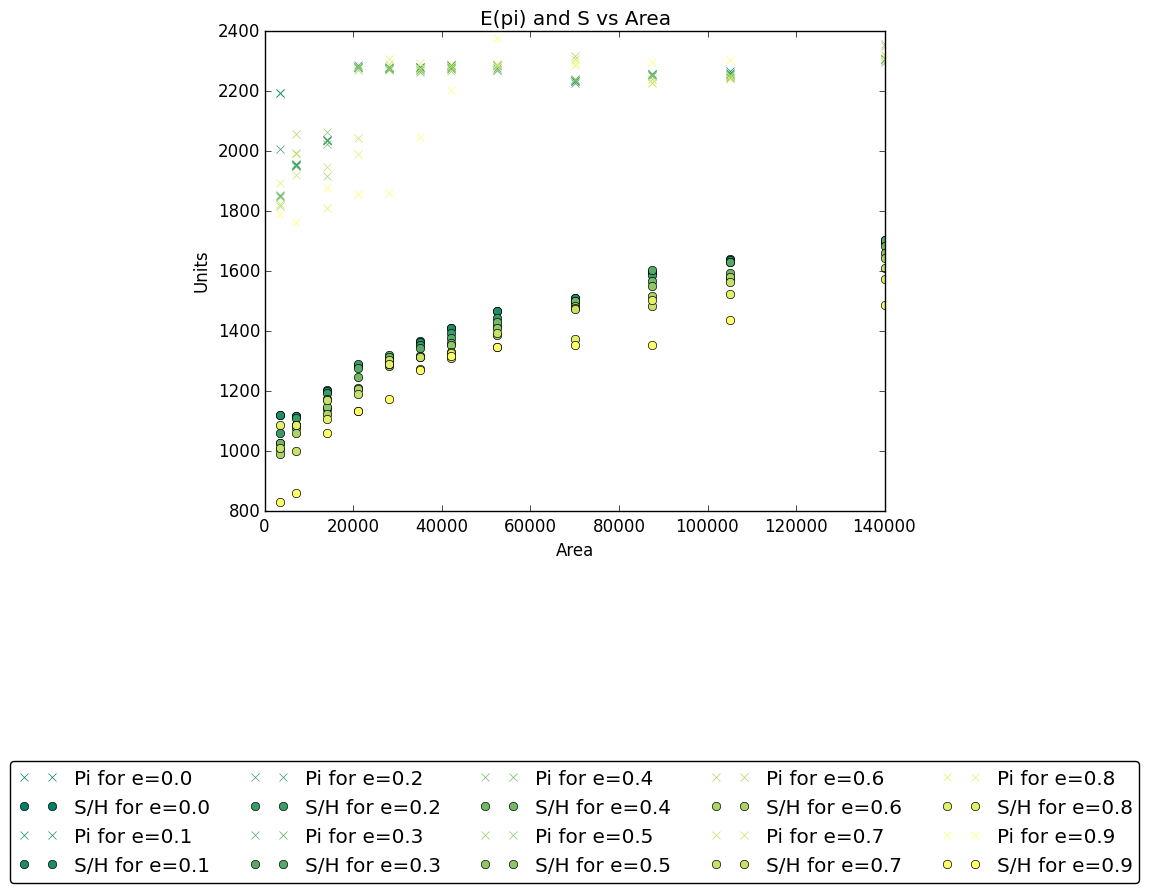 E(pi) and S vs Area
2400
2200
2000
1800
1600
1400
1200
1000
800
Units
0 20000 40000 60000 80000 100000 120000 140000
Area
Pi for e=0.0 Pi for e=0.2 Pi for e=0.4 Pi for e=0.6 Pi for e=0.8
S/H for e=0.0 S/H for e=0.2 S/H for e=0.4 S/H for e=0.6 S/H for e=0.8
Pi for e=0.1 Pi for e=0.3 Pi for e=0.5 Pi for e=0.7 Pi for e=0.9
S/H for e=0.1 S/H for e=0.3 S/H for e=0.5 S/H for e=0.7 S/H for e=0.9